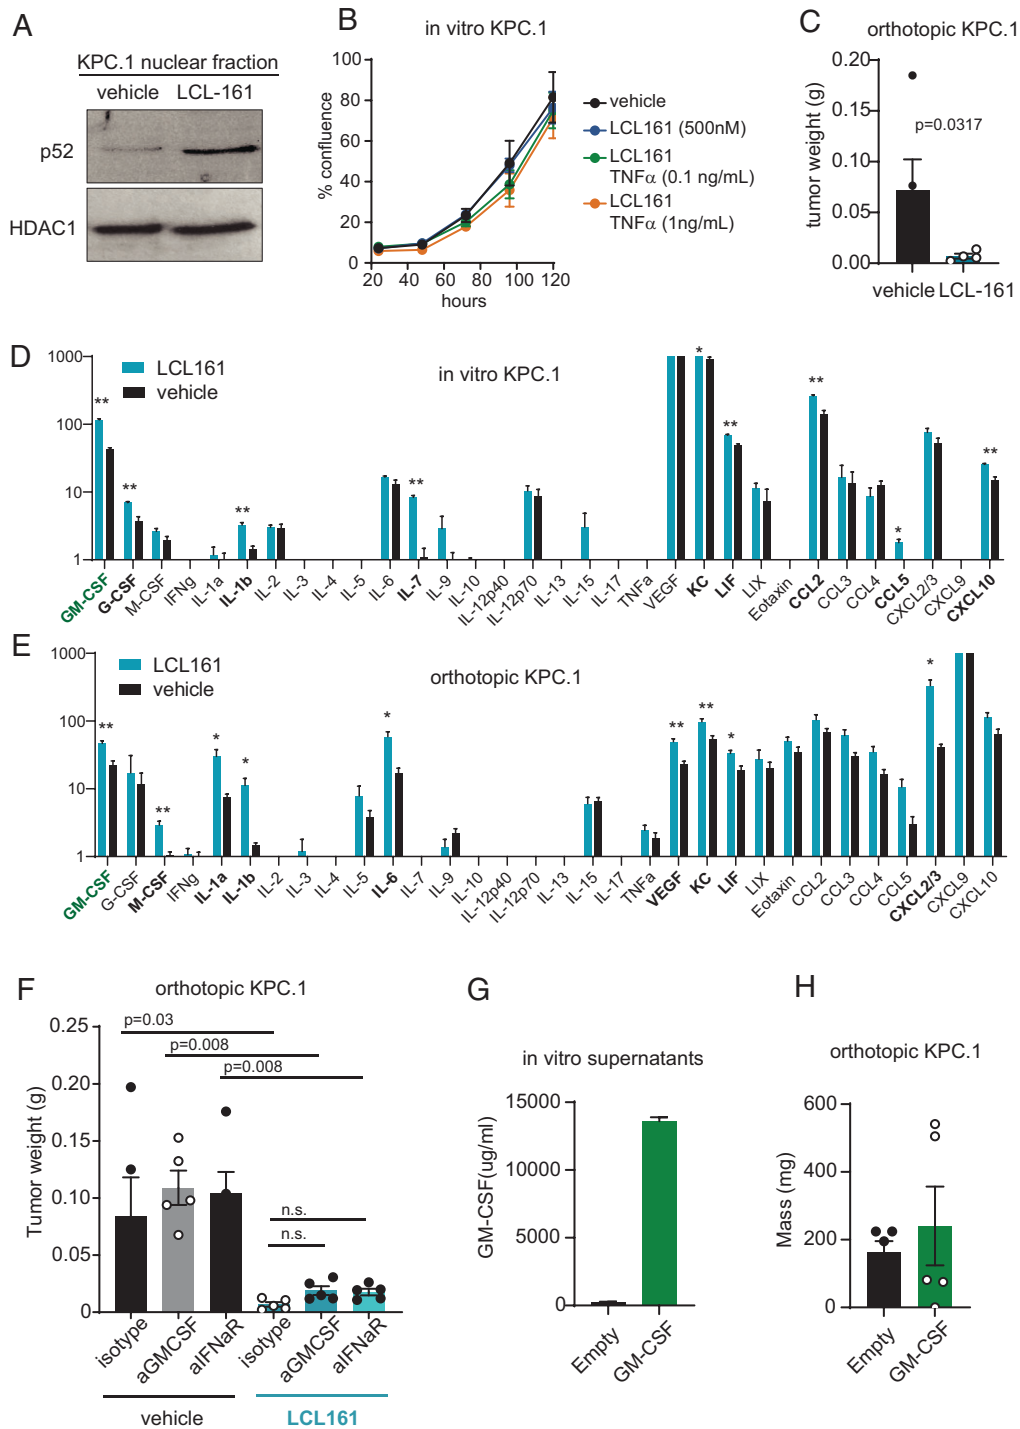 A
KPC.1 nuclear fraction
vehicle LCL-161
p52
HDAC1
B
in vitro KPC.1
100
80
60
40
20
0
% confluence
20 40 60 80 100 120
hours
vehicle
LCL161 (500nM)
LCL161
TNFα (0.1 ng/mL)
LCL161
TNFα (1ng/mL)
C
orthotopic KPC.1
0.20
0.15
0.10
0.05
0.00
tumor weight (g)
p=0.0317
vehicle LCL-161
D
in vitro KPC.1
LCL161
vehicle
1000
100
10
1
** ** ** ** * ** ** * **
GM-CSF G-CSF M-CSF IFNg IL-1a IL-1b IL-2 IL-3 IL-4 IL-5 IL-6 IL-7 IL-9 IL-10 IL-12p40 IL-12p70 IL-13 IL-15 IL-17 TNFa VEGF KC LIF LIX Eotaxin CCL2 CCL3 CCL4 CCL5 CXCL2/3 CXCL9 CXCL10
E
orthotopic KPC.1
LCL161
vehicle
1000
100
10
1
** ** * * * ** ** * *
GM-CSF G-CSF M-CSF IFNg IL-1a IL-1b IL-2 IL-3 IL-4 IL-5 IL-6 IL-7 IL-9 IL-10 IL-12p40 IL-12p70 IL-13 IL-15 IL-17 TNFa VEGF KC LIF LIX Eotaxin CCL2 CCL3 CCL4 CCL5 CXCL2/3 CXCL9 CXCL10
F
orthotopic KPC.1
0.25
0.20
0.15
0.10
0.05
0
Tumor weight (g)
p=0.03
p=0.008
p=0.008
n.s.
n.s.
isotype aGMCSF aIFNaR isotype aGMCSF aIFNaR
vehicle LCL161
G
in vitro supernatants
15000
10000
5000
0
GM-CSF(ug/ml)
Empty GM-CSF
H
orthotopic KPC.1
600
400
200
0
Mass (mg)
Empty GM-CSF